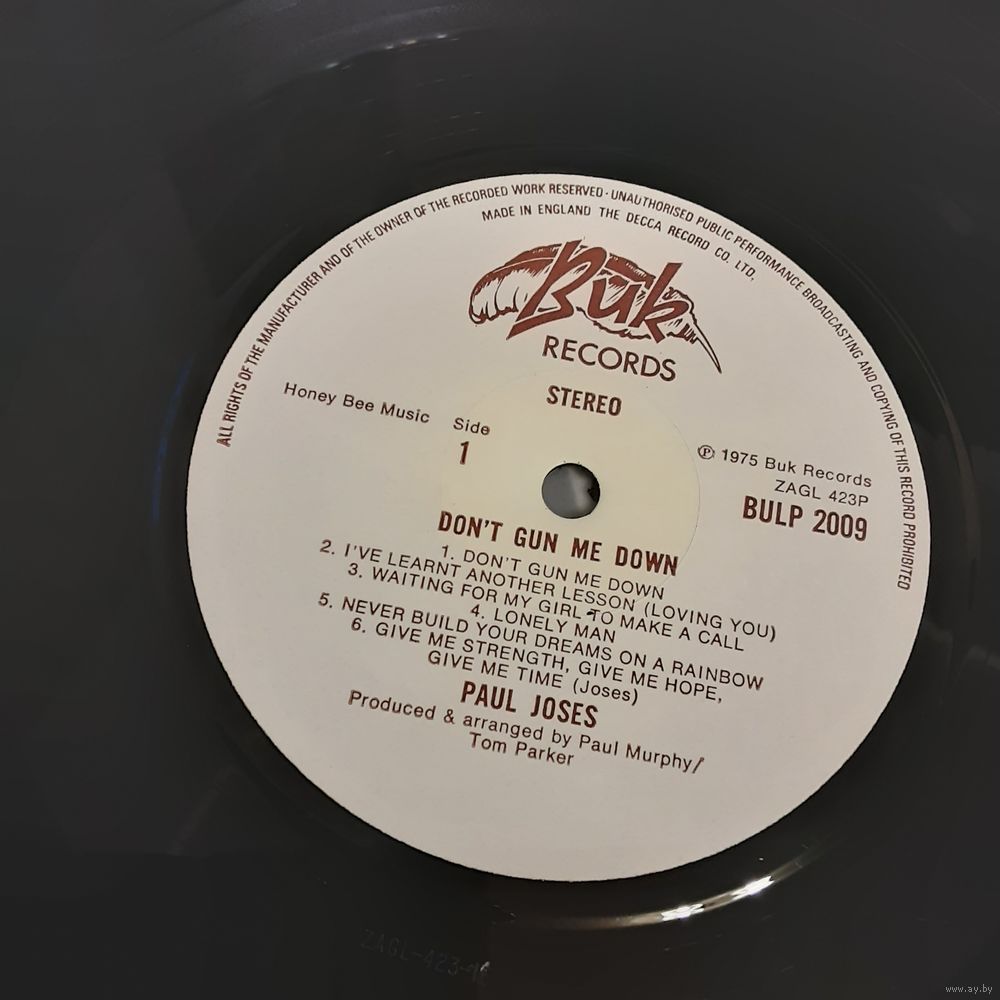 ALL RIGHTS OF THE MANUFACTURER AND OF THE OWNER OF THE RECORDED WORK RESERVED · UNAUTHORISED PUBLIC PERFORMANCE BROADCASTING AND COPYING OF THIS RECORD PROHIBITED
MADE IN ENGLAND THE DECCA RECORD CO. LTD.,
Buk
RECORDS
STEREO
Honey Bee Music
Side
1
℗ 1975 Buk Records
ZAGL 423P
BULP 2009
DON'T GUN ME DOWN
1. DON'T GUN ME DOWN
2. I'VE LEARNT ANOTHER LESSON (LOVING YOU)
3. WAITING FOR MY GIRL TO MAKE A CALL
4. LONELY MAN
5. NEVER BUILD YOUR DREAMS ON A RAINBOW
6. GIVE ME STRENGTH, GIVE ME HOPE,
GIVE ME TIME (Joses)
PAUL JOSES
Produced & arranged by Paul Murphy/
Tom Parker
www.ay.by